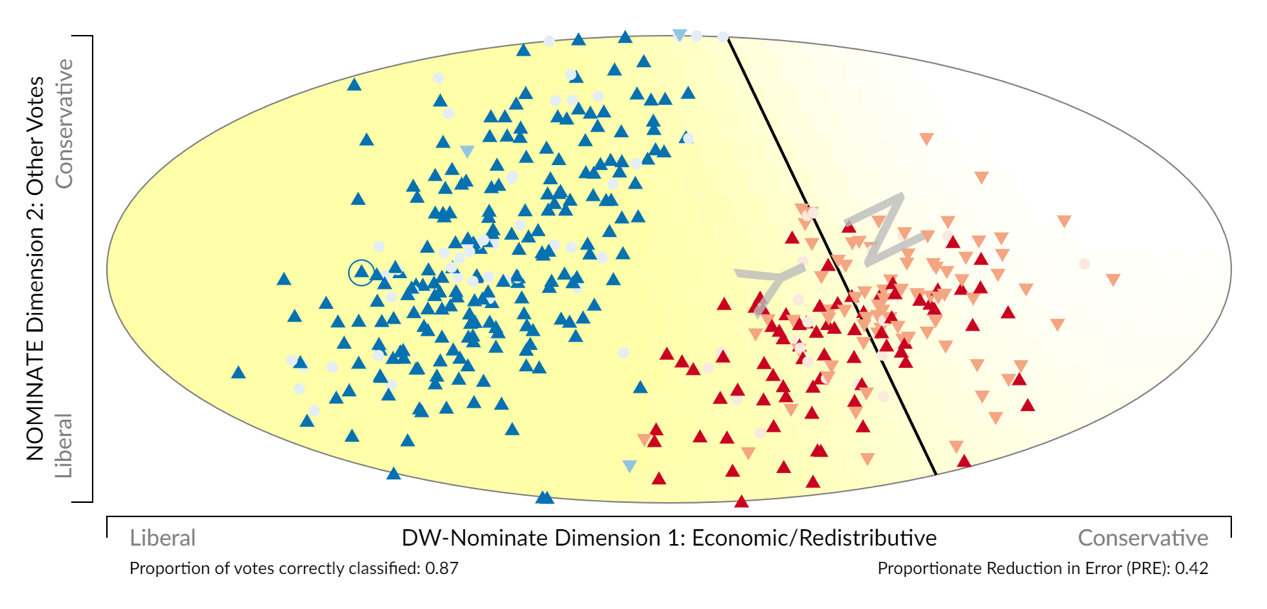 NOMINATE Dimension 2: Other Votes
Conservative
Liberal
Y
N
Liberal
DW-Nominate Dimension 1: Economic/Redistributive
Conservative
Proportion of votes correctly classified: 0.87
Proportionate Reduction in Error (PRE): 0.42